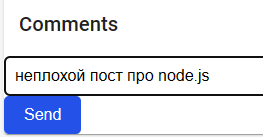 Comments
неплохой пост про node.js
Send